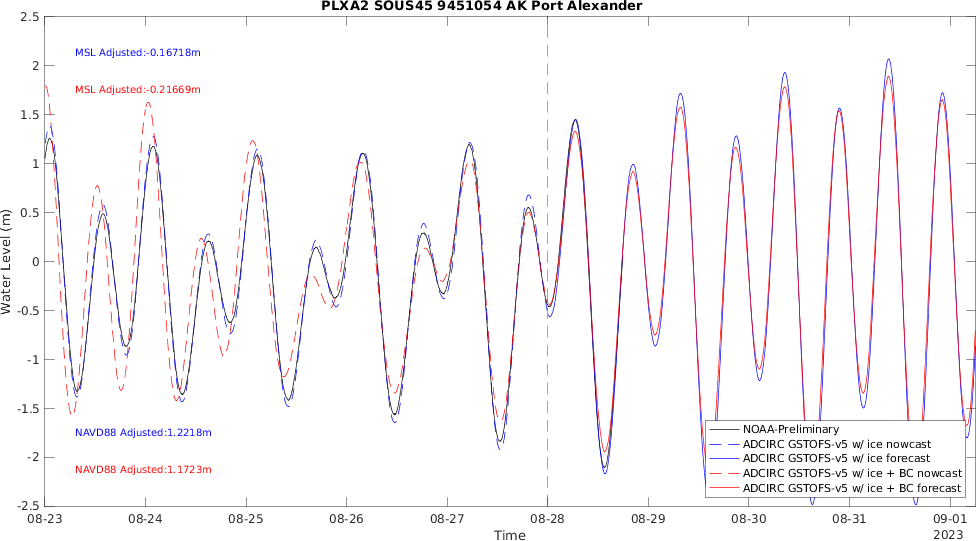 PLXA2 SOUS45 9451054 AK Port Alexander
2.5
2
1.5
1
0.5
0
-0.5
-1
-1.5
-2
-2.5
Water Level (m)
MSL Adjusted:-0.16718m
MSL Adjusted:-0.21669m
NAVD88 Adjusted:1.2218m
NAVD88 Adjusted:1.1723m
NOAA-Preliminary
ADCIRC GSTOFS-v5 w/ ice nowcast
ADCIRC GSTOFS-v5 w/ ice forecast
ADCIRC GSTOFS-v5 w/ ice + BC nowcast
ADCIRC GSTOFS-v5 w/ ice + BC forecast
08-23 08-24 08-25 08-26 08-27 08-28 08-29 08-30 08-31 09-01
2023
Time